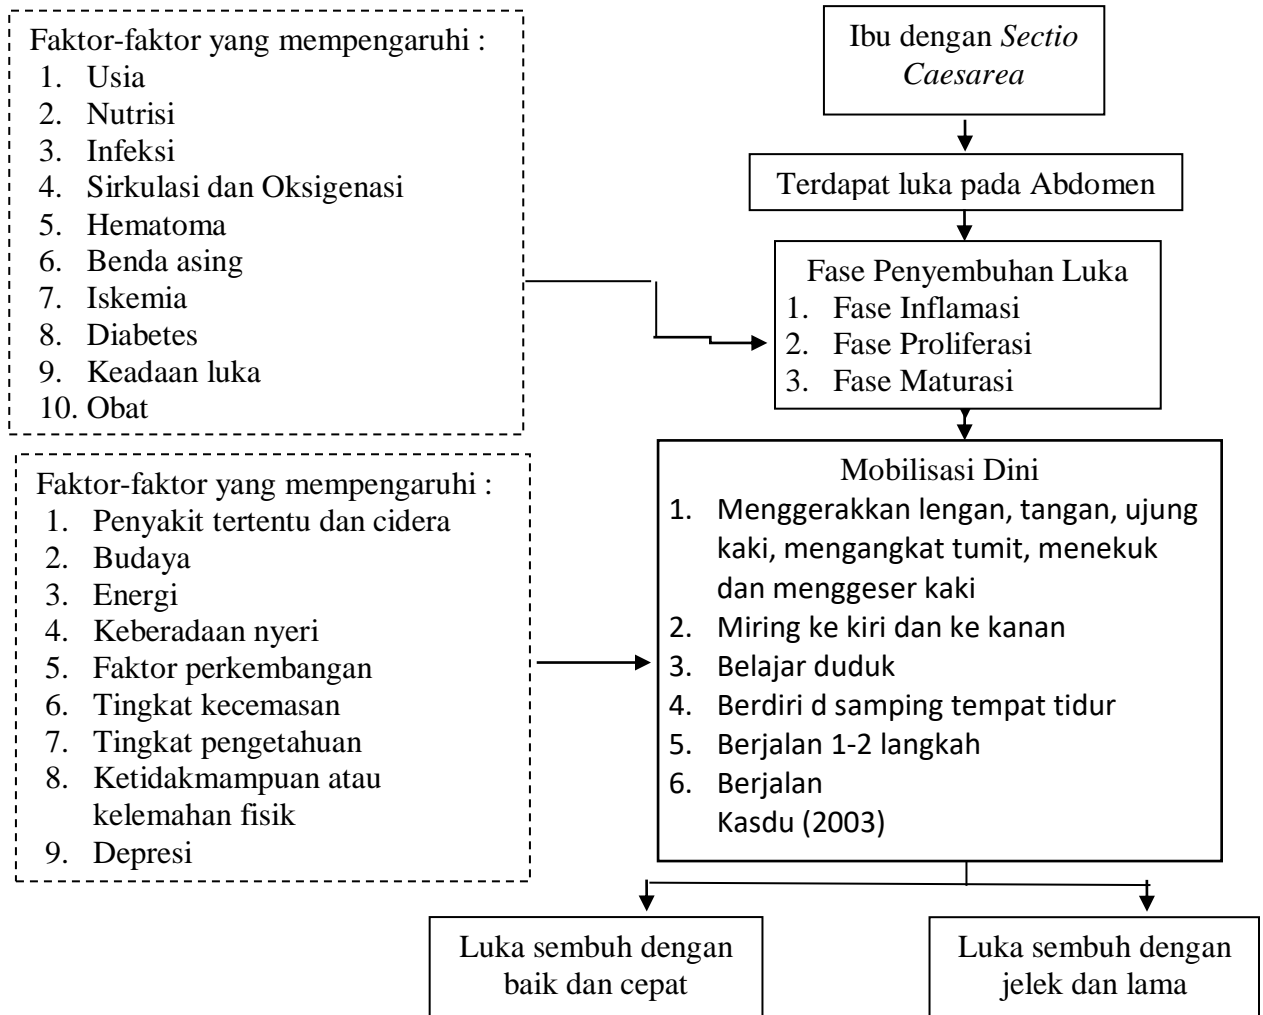 Faktor-faktor yang mempengaruhi :
1. Usia
2. Nutrisi
3. Infeksi
4. Sirkulasi dan Oksigenasi
5. Hematoma
6. Benda asing
7. Iskemia
8. Diabetes
9. Keadaan luka
10. Obat
Ibu dengan Sectio
Caesarea
Terdapat luka pada Abdomen
Fase Penyembuhan Luka
1. Fase Inflamasi
2. Fase Proliferasi
3. Fase Maturasi
Faktor-faktor yang mempengaruhi :
1. Penyakit tertentu dan cidera
2. Budaya
3. Energi
4. Keberadaan nyeri
5. Faktor perkembangan
6. Tingkat kecemasan
7. Tingkat pengetahuan
8. Ketidakmampuan atau
kelemahan fisik
9. Depresi
Mobilisasi Dini
1. Menggerakkan lengan, tangan, ujung
kaki, mengangkat tumit, menekuk
dan menggeser kaki
2. Miring ke kiri dan ke kanan
3. Belajar duduk
4. Berdiri d samping tempat tidur
5. Berjalan 1-2 langkah
6. Berjalan
Kasdu (2003)
Luka sembuh dengan
baik dan cepat
Luka sembuh dengan
jelek dan lama